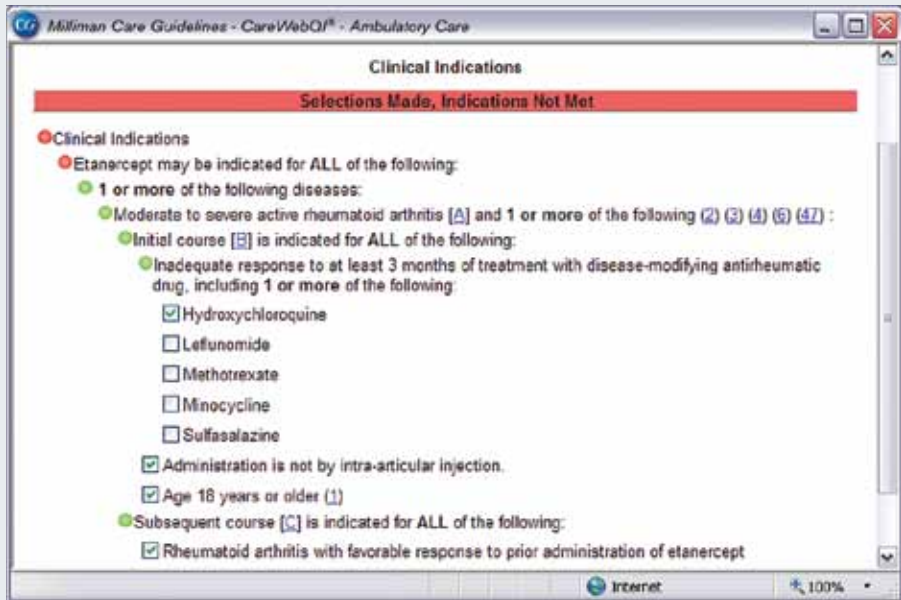 CG Milliman Care Guidelines - CareWebQI® - Ambulatory Care
Clinical Indications
Selections Made, Indications Not Met
Clinical Indications
Etanercept may be indicated for ALL of the following:
1 or more of the following diseases:
Moderate to severe active rheumatoid arthritis [A] and 1 or more of the following (2) (3) (4) (6) (47) :
Initial course [B] is indicated for ALL of the following:
Inadequate response to at least 3 months of treatment with disease-modifying antirheumatic
drug, including 1 or more of the following:
Hydroxychloroquine
Leflunomide
Methotrexate
Minocycline
Sulfasalazine
Administration is not by intra-articular injection.
Age 18 years or older (1)
Subsequent course [C] is indicated for ALL of the following:
Rheumatoid arthritis with favorable response to prior administration of etanercept
Internet 100%